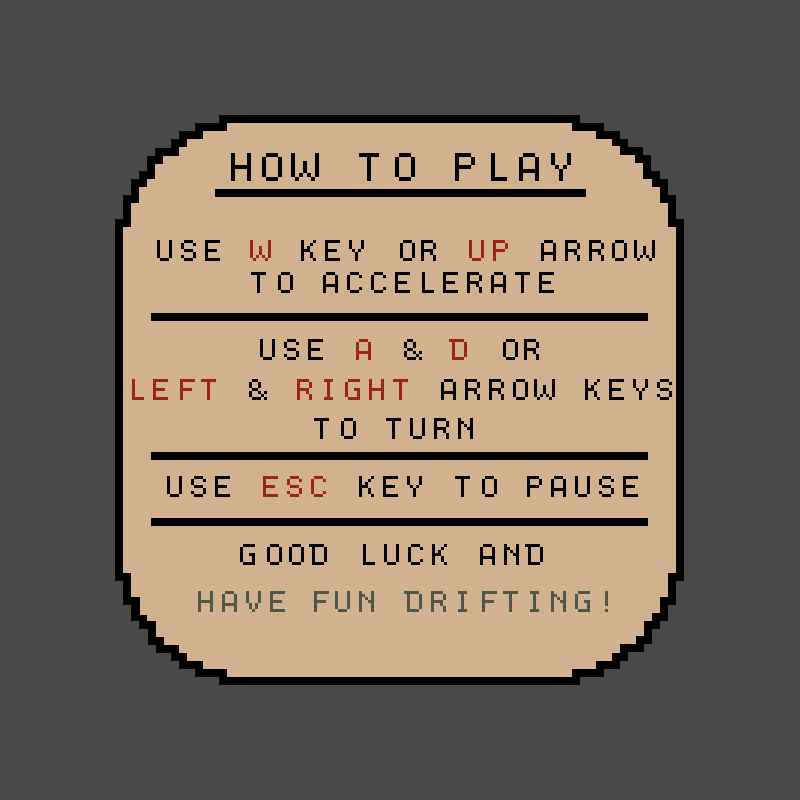 HOW TO PLAY
USE W KEY OR UP ARROW
TO ACCELERATE
USE A & D OR
LEFT & RIGHT ARROW KEYS
TO TURN
USE ESC KEY TO PAUSE
GOOD LUCK AND
HAVE FUN DRIFTING!